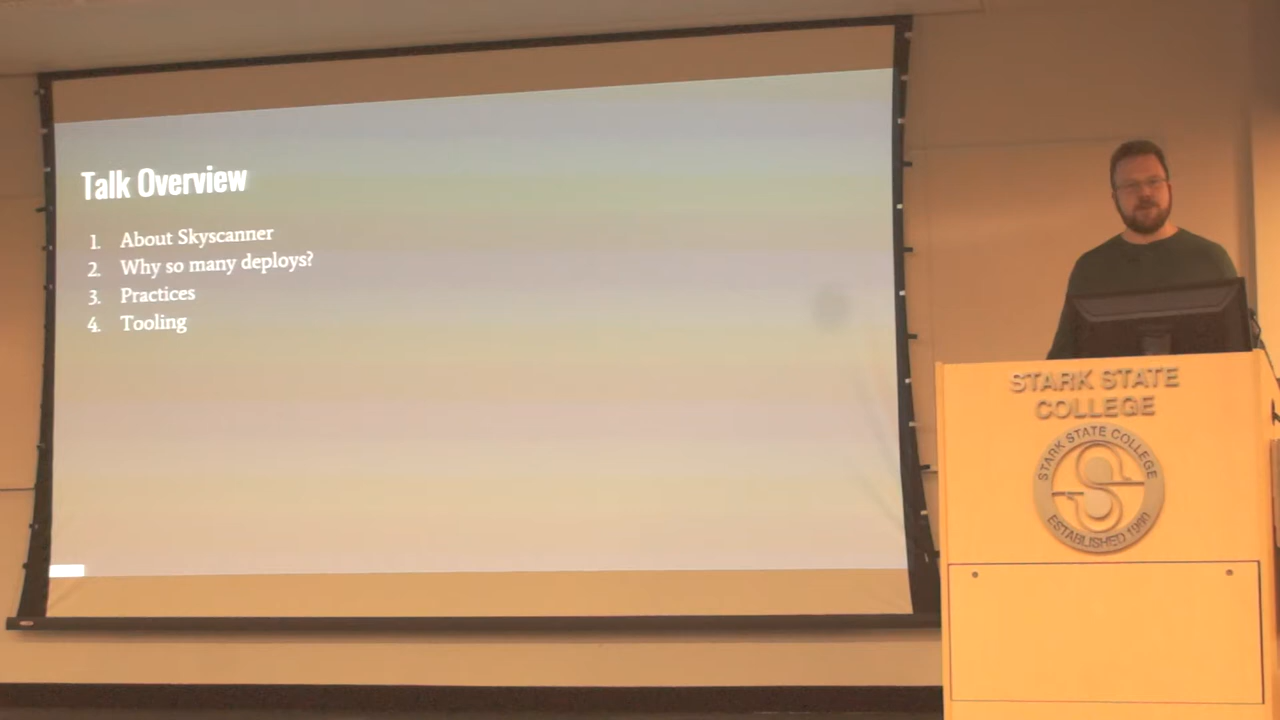 Talk Overview
1. About Skyscanner
2. Why so many deploys?
3. Practices
4. Tooling
STARK STATE
COLLEGE
STARK STATE COLLEGE
ESTABLISHED 1960